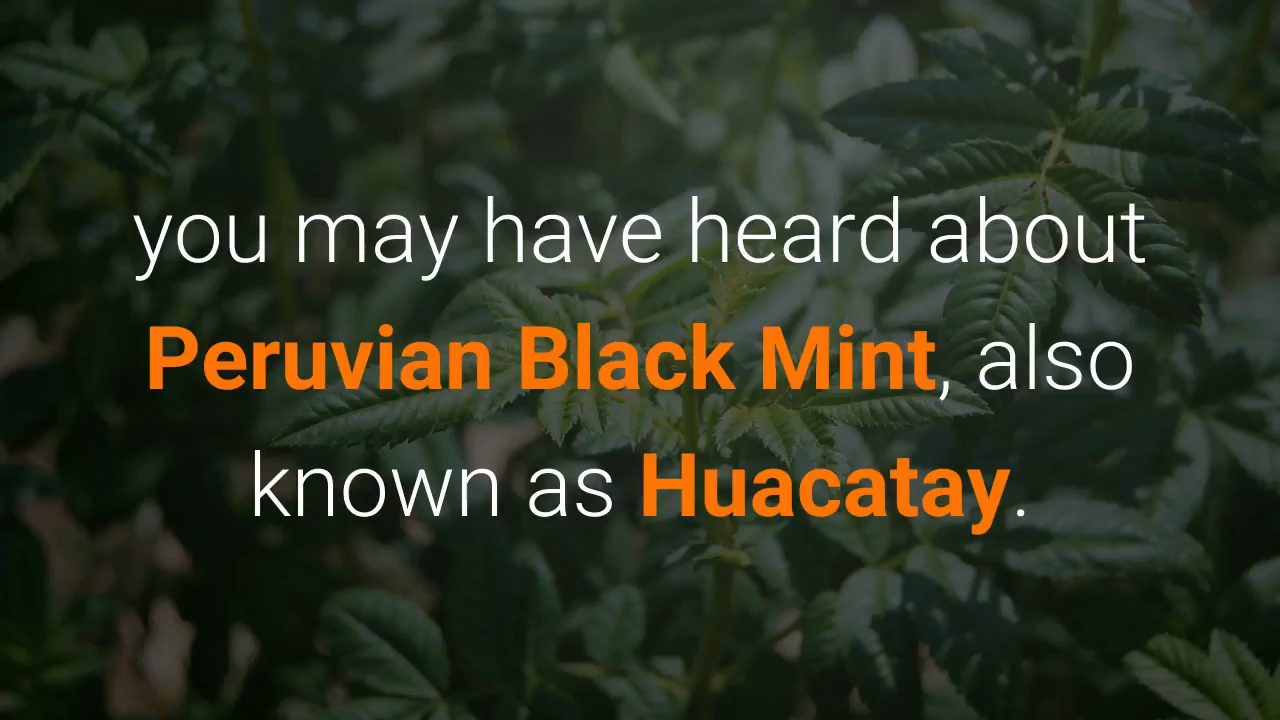 you may have heard about
Peruvian Black Mint, also
known as Huacatay.